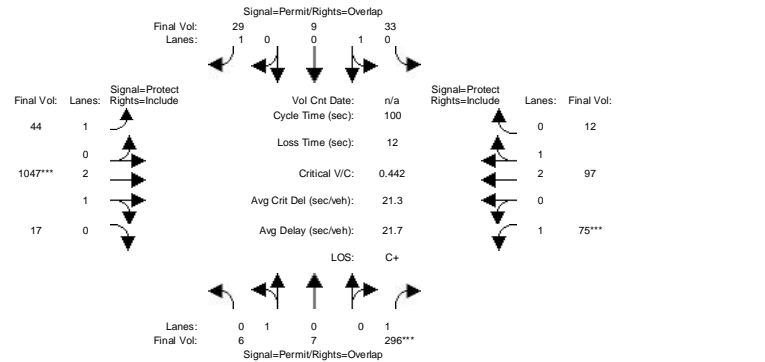 Signal=Permit/Rights=Overlap
Final Vol: 29 9 33
Lanes: 1 0 0 1 0
Signal=Protect Signal=Protect
Final Vol: Lanes: Rights=Include Vol Cnt Date: n/a Rights=Include Lanes: Final Vol:
Cycle Time (sec): 100
44 1 0 12
Loss Time (sec): 12
0 1
1047*** 2 Critical V/C: 0.442 2 97
1 Avg Crit Del (sec/veh): 21.3 0
17 0 Avg Delay (sec/veh): 21.7 1 75***
LOS: C+
Lanes: 0 1 0 0 1
Final Vol: 6 7 296***
Signal=Permit/Rights=Overlap